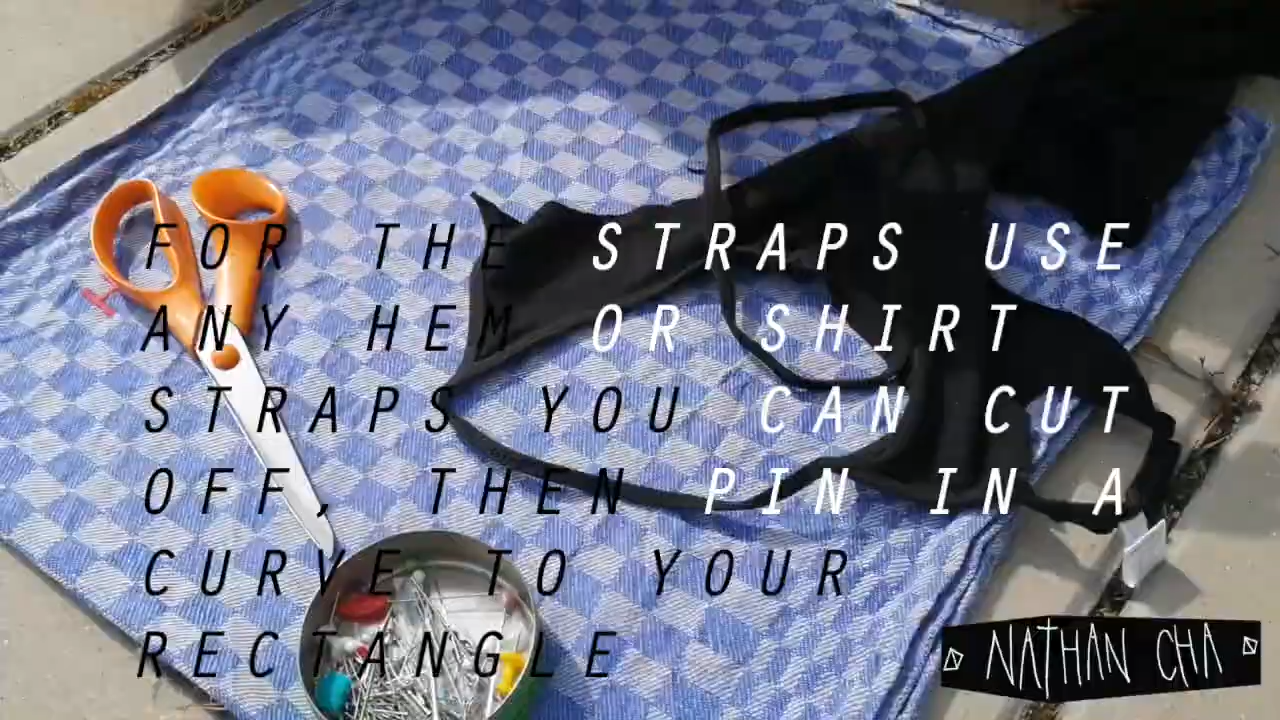 FOR THE STRAPS USE
ANY HEM OR SHIRT
STRAPS YOU CAN CUT
OFF, THEN PIN IN A
CURVE TO YOUR
RECTANGLE
NATHAN CHA